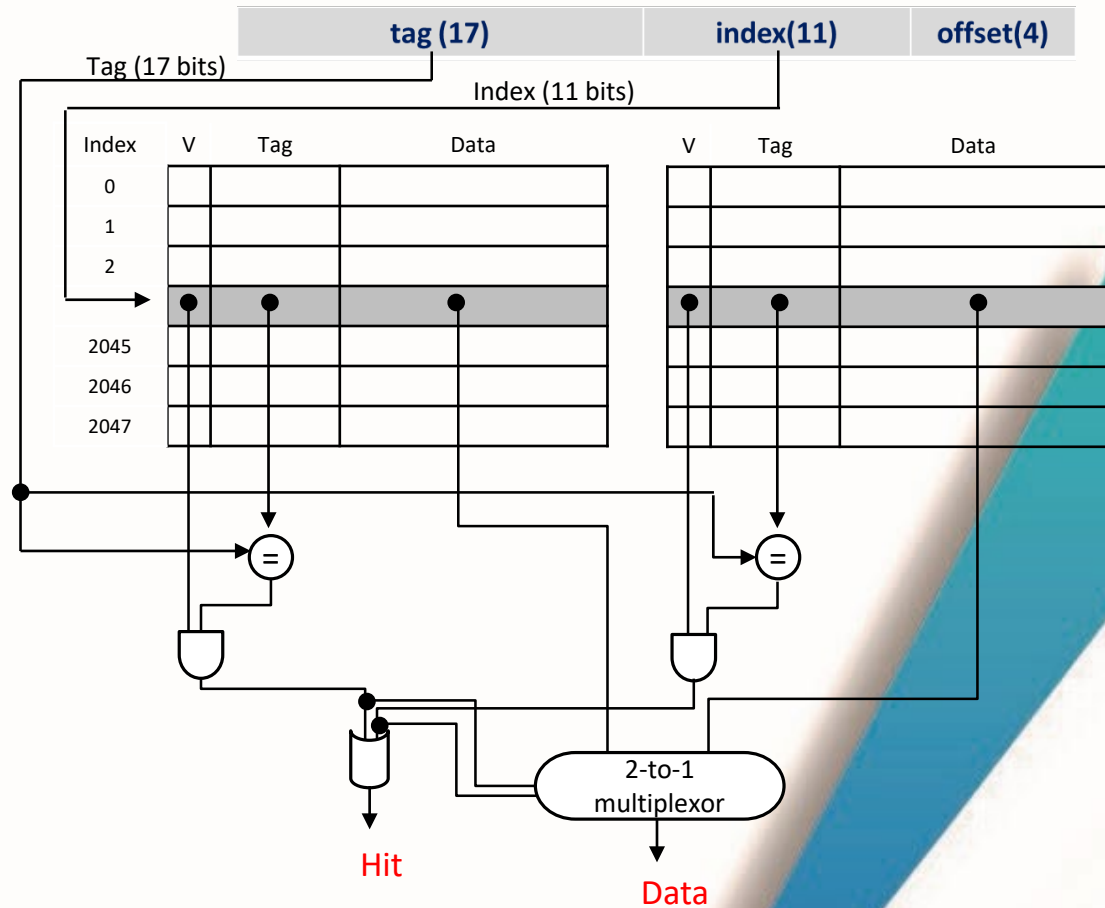 tag (17) index(11) offset(4)
Tag (17 bits)
Index (11 bits)
Index V Tag Data V Tag Data
0
1
2
2045
2046
2047
= =
2-to-1
multiplexor
Hit
Data